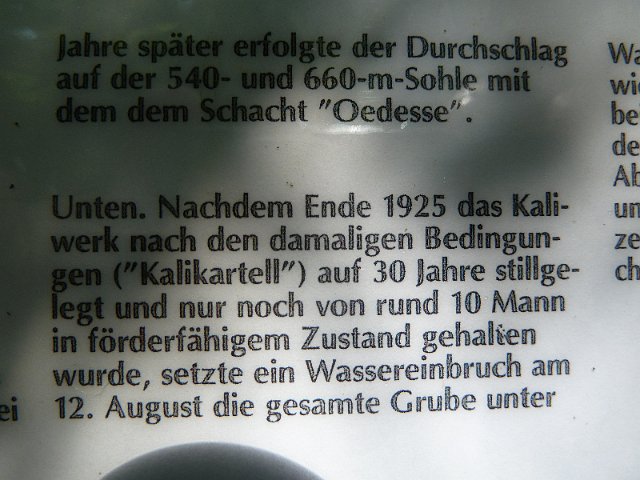 Jahre später erfolgte der Durchschlag
auf der 540- und 660-m-Sohle mit
dem dem Schacht "Oedesse".
Unten. Nachdem Ende 1925 das Kali-
werk nach den damaligen Bedingun-
gen ("Kalikartell") auf 30 Jahre stillge-
legt und nur noch von rund 10 Mann
in förderfähigem Zustand gehalten
wurde, setzte ein Wassereinbruch am
12. August die gesamte Grube unter